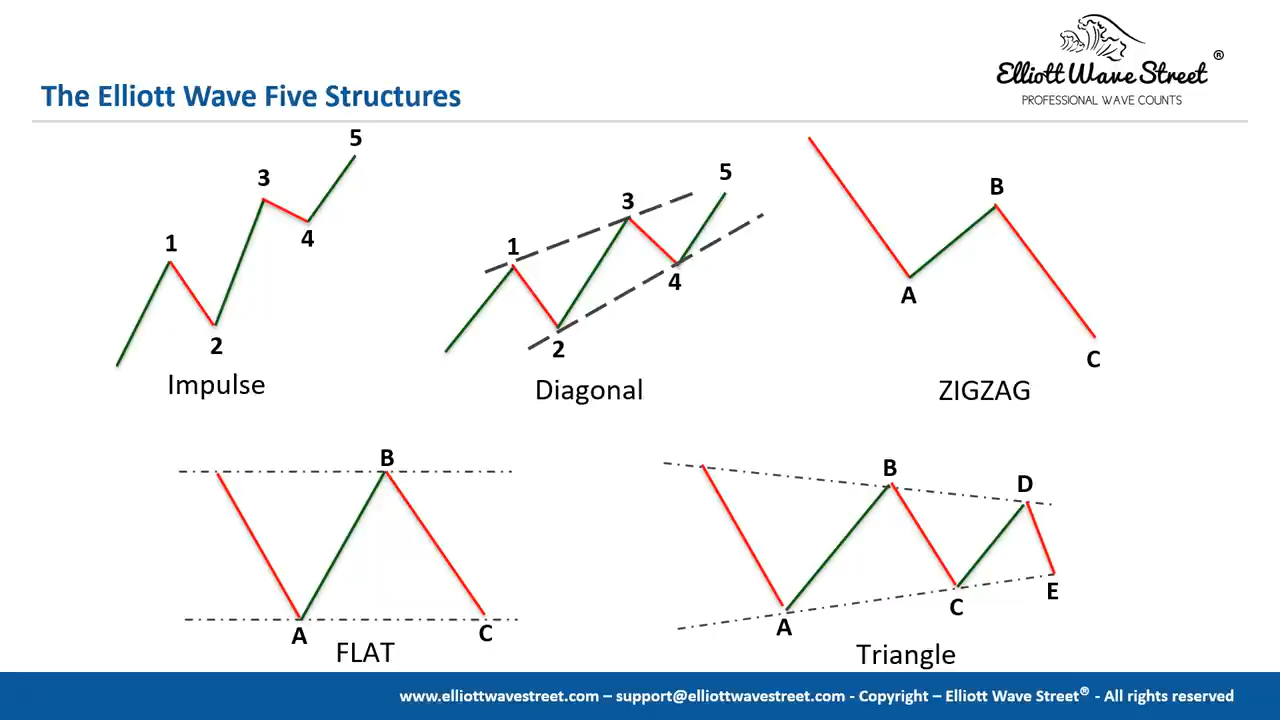 Elliott Wave Street ®
PROFESSIONAL WAVE COUNTS
The Elliott Wave Five Structures
1
2
3
4
5
Impulse
1
2
3
4
5
Diagonal
A
B
C
ZIGZAG
A
B
C
FLAT
A
B
C
D
E
Triangle
www.elliottwavestreet.com – support@elliottwavestreet.com - Copyright – Elliott Wave Street® - All rights reserved